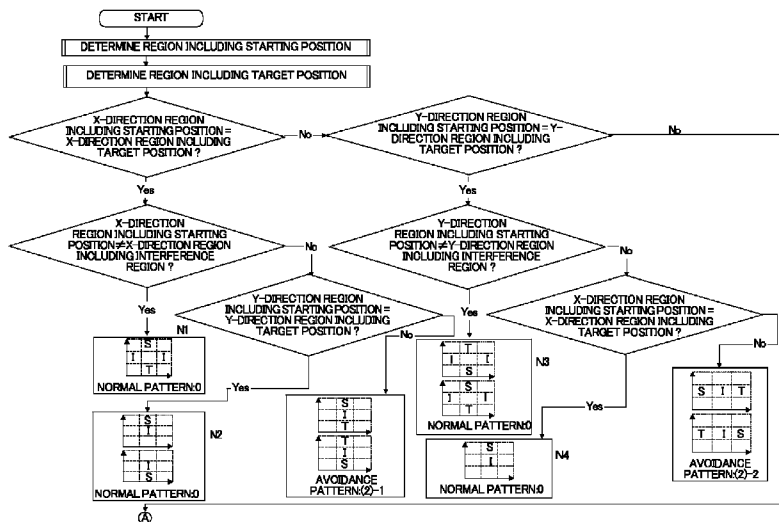 START
DETERMINE REGION INCLUDING STARTING POSITION
DETERMINE REGION INCLUDING TARGET POSITION
X-DIRECTION REGION
INCLUDING STARTING POSITION =
X-DIRECTION REGION INCLUDING
TARGET POSITION ?
No
Y-DIRECTION REGION
INCLUDING STARTING POSITION = Y-
DIRECTION REGION INCLUDING
TARGET POSITION ?
No
Yes
Yes
X-DIRECTION
REGION INCLUDING STARTING
POSITION≠X-DIRECTION REGION
INCLUDING INTERFERENCE
REGION ?
No
Y-DIRECTION
REGION INCLUDING STARTING
POSITION≠Y-DIRECTION REGION
INCLUDING INTERFERENCE
REGION ?
No
Yes
Y-DIRECTION REGION
INCLUDING STARTING POSITION =
Y-DIRECTION REGION INCLUDING
TARGET POSITION ?
No
Yes
X-DIRECTION REGION
INCLUDING STARTING POSITION =
X-DIRECTION REGION INCLUDING
TARGET POSITION ?
No
N1
S
I I
T
NORMAL PATTERN:0
Yes
N3
T
I I
S
S
I I
T
NORMAL PATTERN:0
Yes
N2
S
I
I
S
NORMAL PATTERN:0
S
I
T
T
I
S
AVOIDANCE
PATTERN:(2)-1
N4
S
I
NORMAL PATTERN:0
S I T
T I S
AVOIDANCE
PATTERN:(2)-2
A